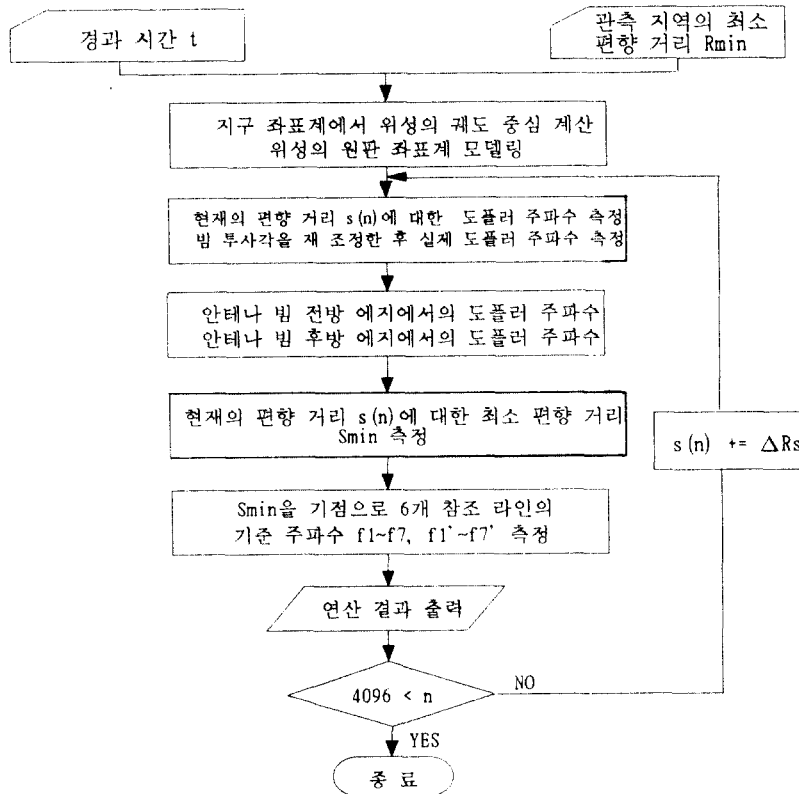 경과 시간 t
관측 지역의 최소
편향 거리 Rmin
지구 좌표계에서 위성의 궤도 중심 계산
위성의 원판 좌표계 모델링
현재의 편향 거리 s(n)에 대한 도플러 주파수 측정
빔 투사각을 재 조정한 후 실제 도플러 주파수 측정
안테나 빔 전방 에지에서의 도플러 주파수
안테나 빔 후방 에지에서의 도플러 주파수
현재의 편향 거리 s(n)에 대한 최소 편향 거리
Smin 측정
s(n) += ΔRs
Smin을 기점으로 6개 참조 라인의
기준 주파수 f1~f7, f1'~f7' 측정
연산 결과 출력
4096 < n
NO
YES
종 료